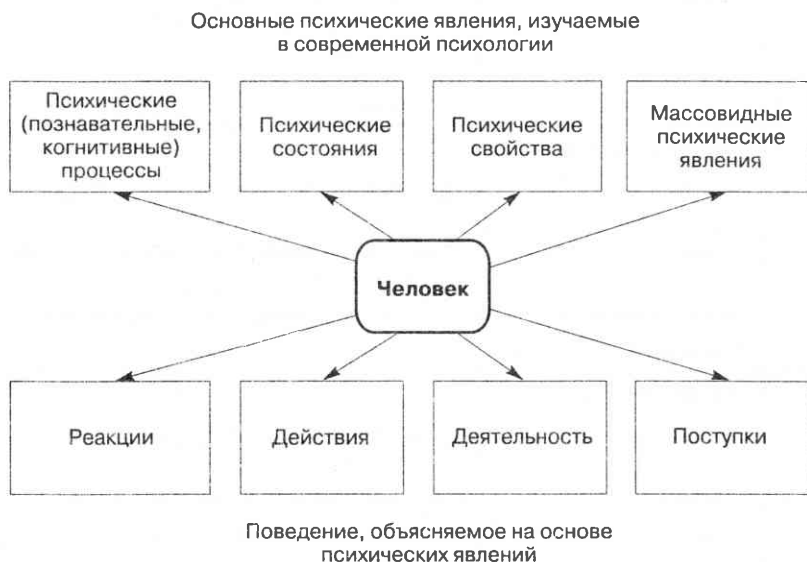 Основные психические явления, изучаемые
в современной психологии
Психические
(познавательные,
когнитивные)
процессы
Психические
состояния
Психические
свойства
Массовидные
психические
явления
Человек
Реакции
Действия
Деятельность
Поступки
Поведение, объясняемое на основе
психических явлений